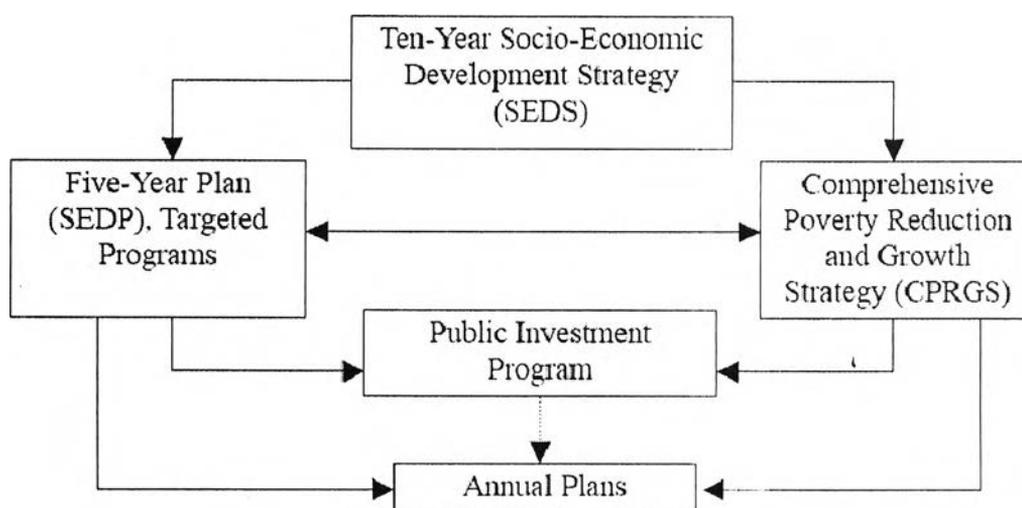 Ten-Year Socio-Economic
Development Strategy
(SEDS)
Five-Year Plan
(SEDP), Targeted
Programs
Comprehensive
Poverty Reduction
and Growth
Strategy (CPRGS)
Public Investment
Program
Annual Plans